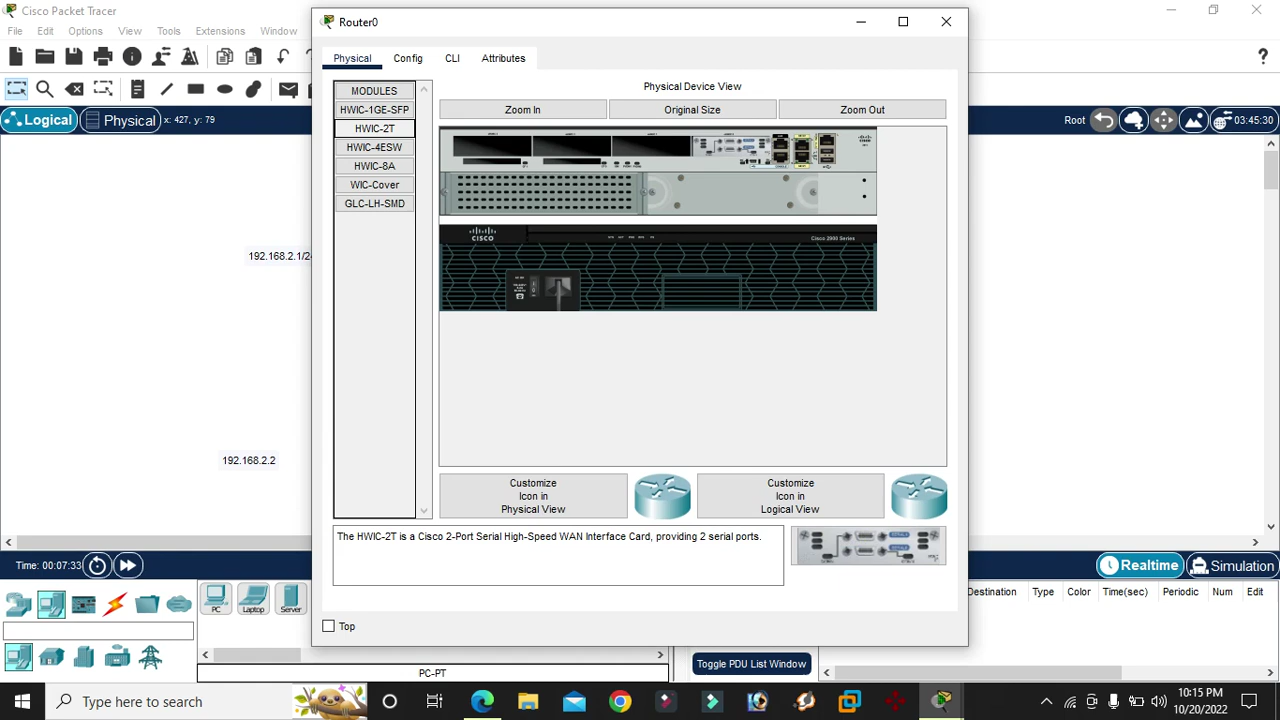 Cisco Packet Tracer
File Edit Options View Tools Extensions Window
Logical Physical x: 427, y: 79
Root 03:45:30
192.168.2.1/2
192.168.2.2
Router0
Physical Config CLI Attributes
MODULES
HWIC-1GE-SFP
HWIC-2T
HWIC-4ESW
HWIC-8A
WIC-Cover
GLC-LH-SMD
Physical Device View
Zoom In Original Size Zoom Out
CISCO
Cisco 2900 Series
Customize
Icon in
Physical View
Customize
Icon in
Logical View
The HWIC-2T is a Cisco 2-Port Serial High-Speed WAN Interface Card, providing 2 serial ports.
Top
Time: 00:07:33
Realtime Simulation
PC Laptop Server
Destination Type Color Time(sec) Periodic Num Edit
Toggle PDU List Window
PC-PT
Type here to search
10:15 PM
10/20/2022